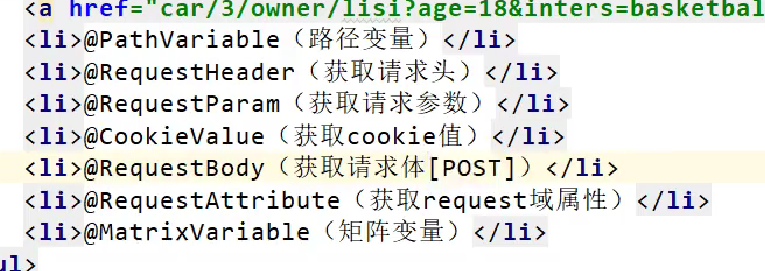 <a href="car/3/owner/lisi?age=18&inters=basketbal
<li>@PathVariable（路径变量）</li>
<li>@RequestHeader（获取请求头）</li>
<li>@RequestParam（获取请求参数）</li>
<li>@CookieValue（获取cookie值）</li>
<li>@RequestBody（获取请求体[POST]）</li>
<li>@RequestAttribute（获取request域属性）</li>
<li>@MatrixVariable（矩阵变量）</li>
ul>